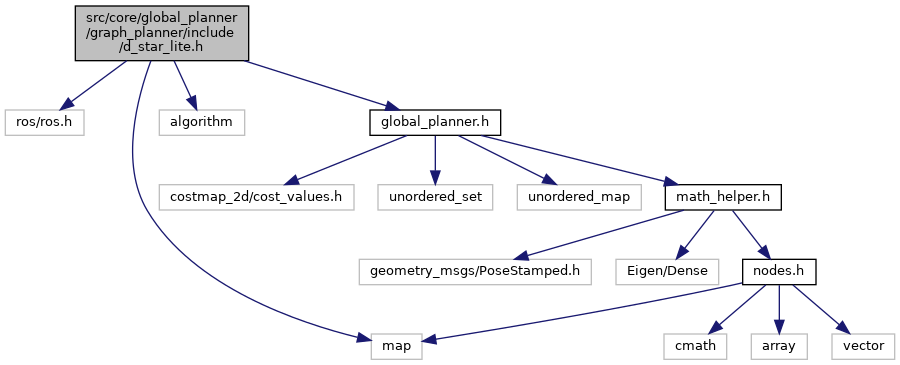 src/core/global_planner
/graph_planner/include
/d_star_lite.h
ros/ros.h
algorithm
global_planner.h
costmap_2d/cost_values.h
unordered_set
unordered_map
math_helper.h
geometry_msgs/PoseStamped.h
Eigen/Dense
nodes.h
map
cmath
array
vector